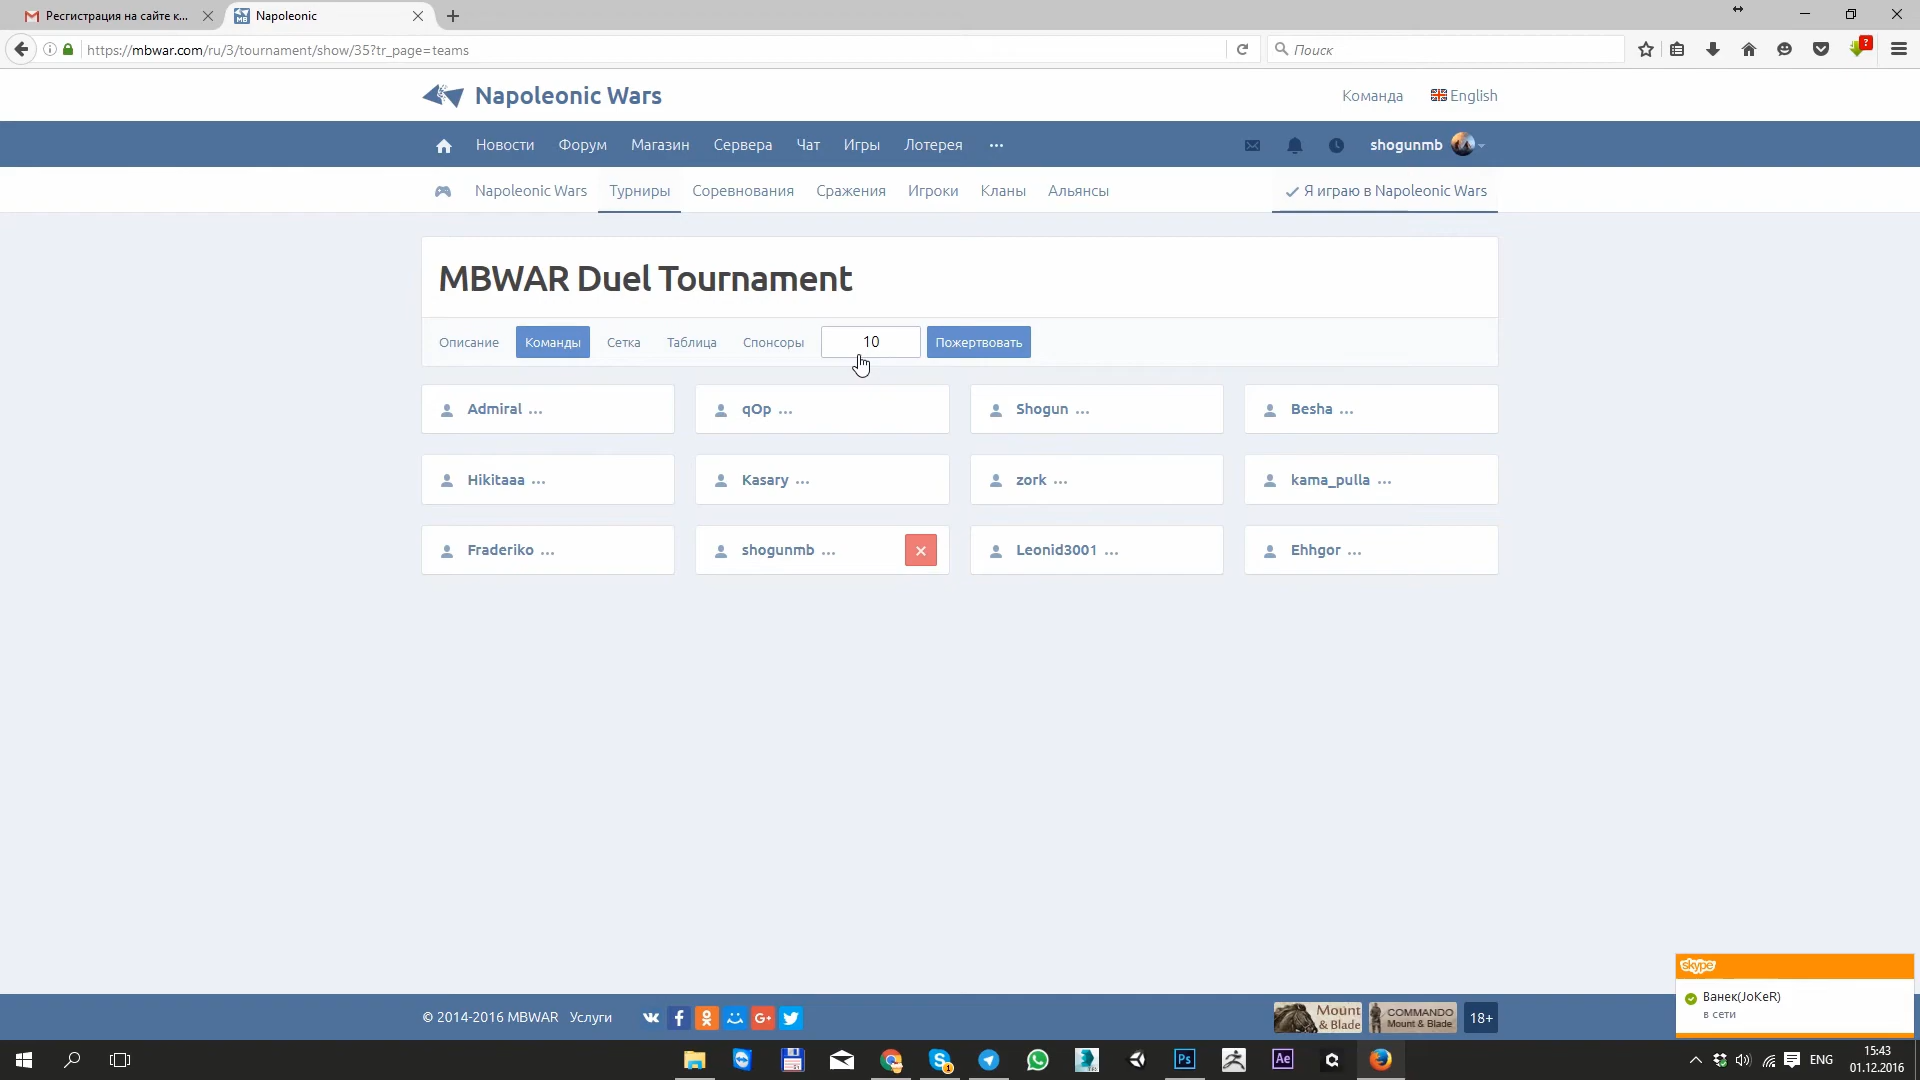 Ресгистрация на сайте к...
Napoleonic
https://mbwar.com/ru/3/tournament/show/35?tr_page=teams
Поиск
?
Napoleonic Wars
Команда
English
Новости
Форум
Магазин
Сервера
Чат
Игры
Лотерея
...
shogunmb
Napoleonic Wars
Турниры
Соревнования
Сражения
Игроки
Кланы
Альянсы
Я играю в Napoleonic Wars
MBWAR Duel Tournament
Описание
Команды
Сетка
Таблица
Спонсоры
10
Пожертвовать
Admiral ...
qOp ...
Shogun ...
Besha ...
Hikitaaa ...
Kasary ...
zork ...
kama_pulla ...
Fraderiko ...
shogunmb ...
Leonid3001 ...
Ehhgor ...
© 2014-2016 MBWAR
Услуги
Mount
& Blade
COMMANDO
Mount & Blade
18+
skype
Ванек(JoKeR)
в сети
Ps
Ae
1
ENG
15:43
01.12.2016